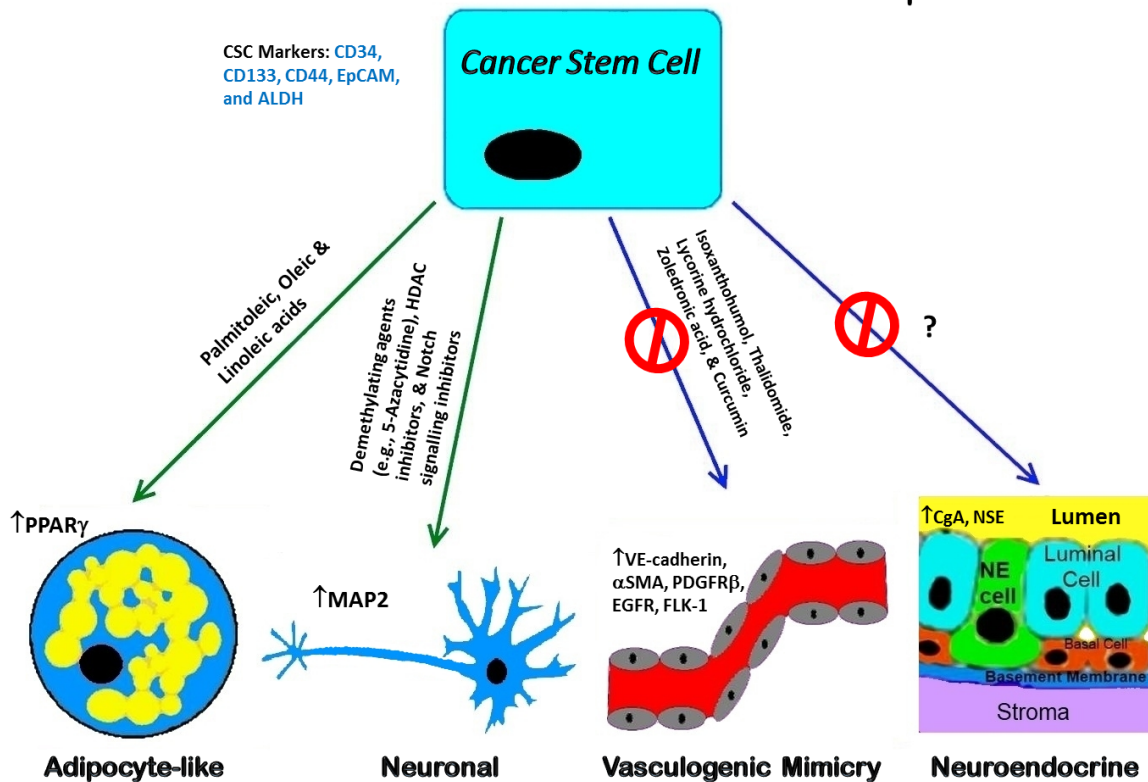 CSC Markers: CD34,
CD133, CD44, EpCAM,
and ALDH
Cancer Stem Cell
Palmitoleic, Oleic &
Linoleic acids
Demethylating agents
(e.g., 5-Azacytidine), HDAC
inhibitors, & Notch
signalling inhibitors
Isoxanthohumol, Thalidomide,
Lycorine hydrochloride,
Zoledronic acid, & Curcumin
?
↑PPARγ
Adipocyte-like
↑MAP2
Neuronal
↑VE-cadherin,
αSMA, PDGFRβ,
EGFR, FLK-1
Vasculogenic Mimicry
↑CgA, NSE
Lumen
NE
cell
Luminal
Cell
Basal Cell
Basement Membrane
Stroma
Neuroendocrine